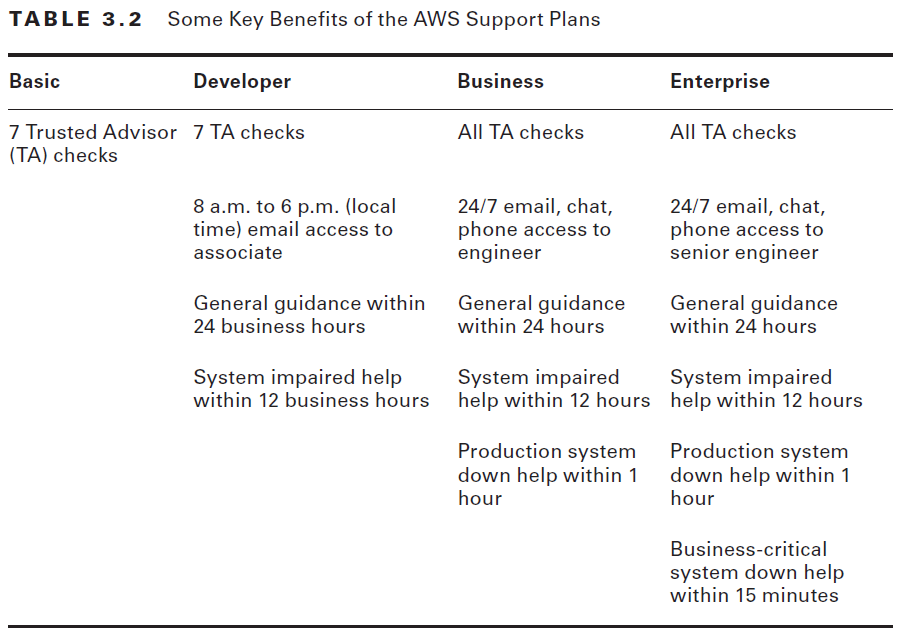 TABLE 3.2 Some Key Benefits of the AWS Support Plans
Basic Developer Business Enterprise
7 Trusted Advisor 7 TA checks All TA checks All TA checks
(TA) checks
8 a.m. to 6 p.m. (local 24/7 email, chat, 24/7 email, chat,
time) email access to phone access to phone access to
associate engineer senior engineer
General guidance within General guidance General guidance
24 business hours within 24 hours within 24 hours
System impaired help System impaired System impaired
within 12 business hours help within 12 hours help within 12 hours
Production system Production system
down help within 1 down help within 1
hour hour
Business-critical
system down help
within 15 minutes